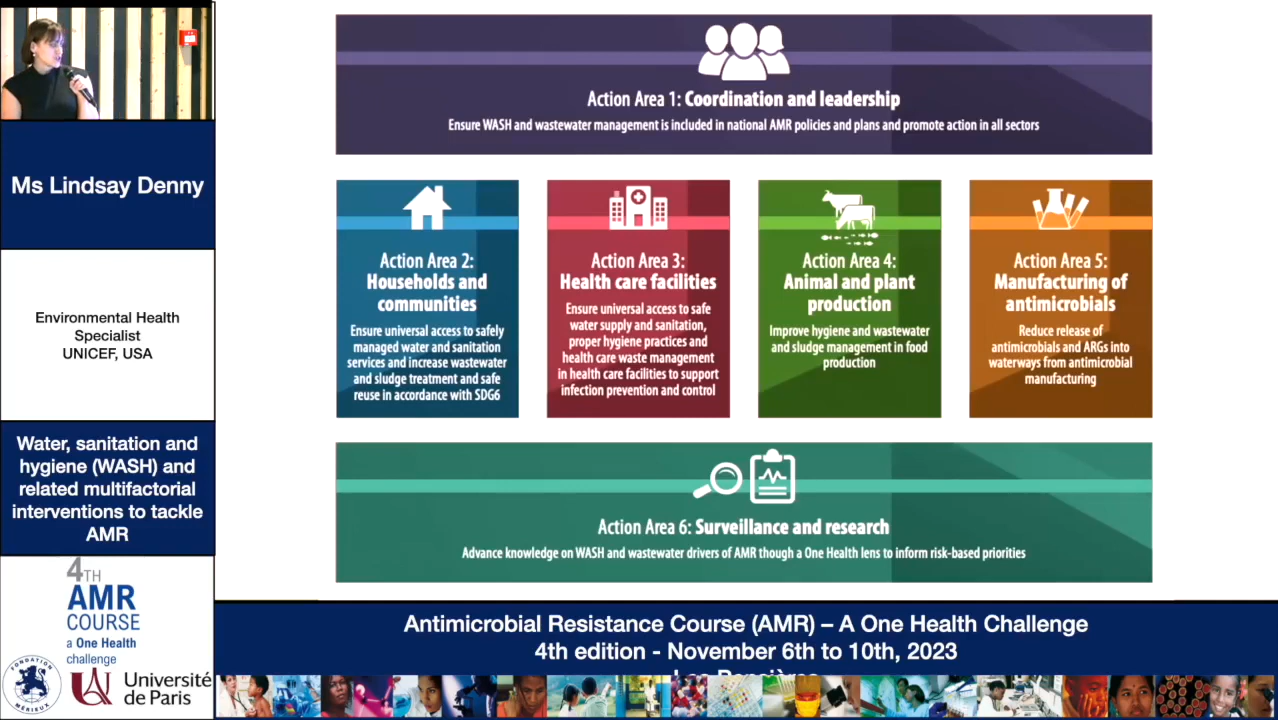 Ms Lindsay Denny
Environmental Health
Specialist
UNICEF, USA
Water, sanitation and
hygiene (WASH) and
related multifactorial
interventions to tackle
AMR
4TH
AMR
COURSE
a One Health
challenge
FONDATION
MÉRIEUX
Université
de Paris
Action Area 1: Coordination and leadership
Ensure WASH and wastewater management is included in national AMR policies and plans and promote action in all sectors
Action Area 2:
Households and
communities
Ensure universal access to safely
managed water and sanitation
services and increase wastewater
and sludge treatment and safe
reuse in accordance with SDG6
Action Area 3:
Health care facilities
Ensure universal access to safe
water supply and sanitation,
proper hygiene practices and
health care waste management
in health care facilities to support
infection prevention and control
Action Area 4:
Animal and plant
production
Improve hygiene and wastewater
and sludge management in food
production
Action Area 5:
Manufacturing of
antimicrobials
Reduce release of
antimicrobials and ARGs into
waterways from antimicrobial
manufacturing
Action Area 6: Surveillance and research
Advance knowledge on WASH and wastewater drivers of AMR though a One Health lens to inform risk-based priorities
Antimicrobial Resistance Course (AMR) – A One Health Challenge
4th edition - November 6th to 10th, 2023